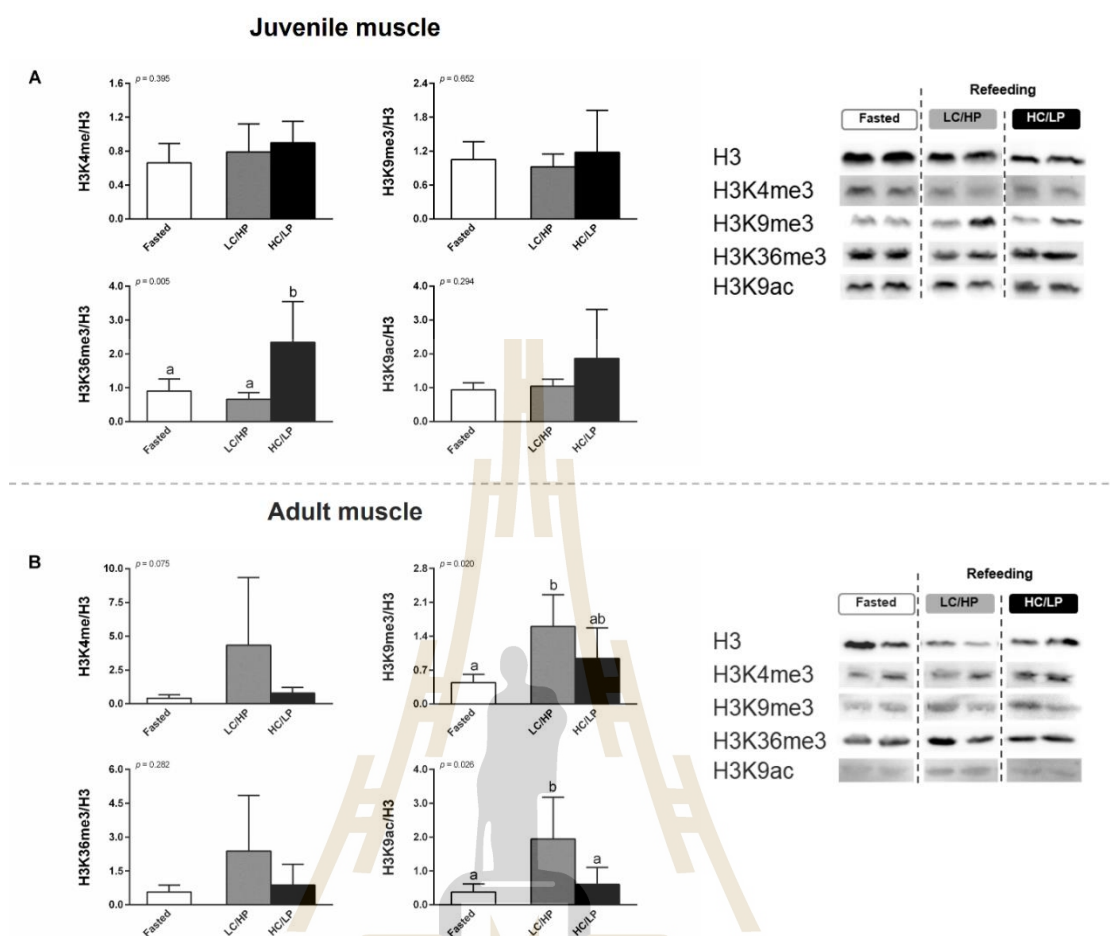 Juvenile muscle
A
p = 0.395
H3K4me/H3
1.6
1.2
0.8
0.4
0.0
Fasted
LC/HP
HC/LP
p = 0.652
H3K9me3/H3
2.4
1.8
1.2
0.6
0.0
Fasted
LC/HP
HC/LP
p = 0.005
H3K36me3/H3
4.0
3.0
2.0
1.0
0.0
a
a
b
Fasted
LC/HP
HC/LP
p = 0.294
H3K9ac/H3
4.0
3.0
2.0
1.0
0.0
Fasted
LC/HP
HC/LP
Refeeding
Fasted
LC/HP
HC/LP
H3
H3K4me3
H3K9me3
H3K36me3
H3K9ac
Adult muscle
B
p = 0.075
H3K4me/H3
10.0
7.5
5.0
2.5
0.0
Fasted
LC/HP
HC/LP
p = 0.020
H3K9me3/H3
2.8
2.1
1.4
0.7
0.0
a
b
ab
Fasted
LC/HP
HC/LP
p = 0.282
H3K36me3/H3
6.0
4.5
3.0
1.5
0.0
Fasted
LC/HP
HC/LP
p = 0.026
H3K9ac/H3
4.0
3.0
2.0
1.0
0.0
a
b
a
Fasted
LC/HP
HC/LP
Refeeding
Fasted
LC/HP
HC/LP
H3
H3K4me3
H3K9me3
H3K36me3
H3K9ac